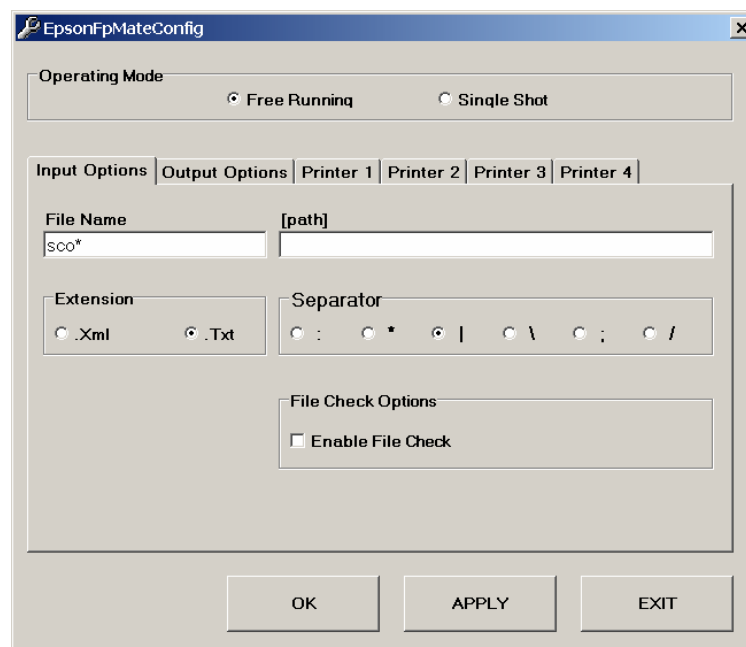 EpsonFpMateConfig
Operating Mode
Free Running Single Shot
Input Options Output Options Printer 1 Printer 2 Printer 3 Printer 4
File Name [path]
sco*
Extension Separator
.Xml .Txt : * | \ ; /
File Check Options
Enable File Check
OK APPLY EXIT